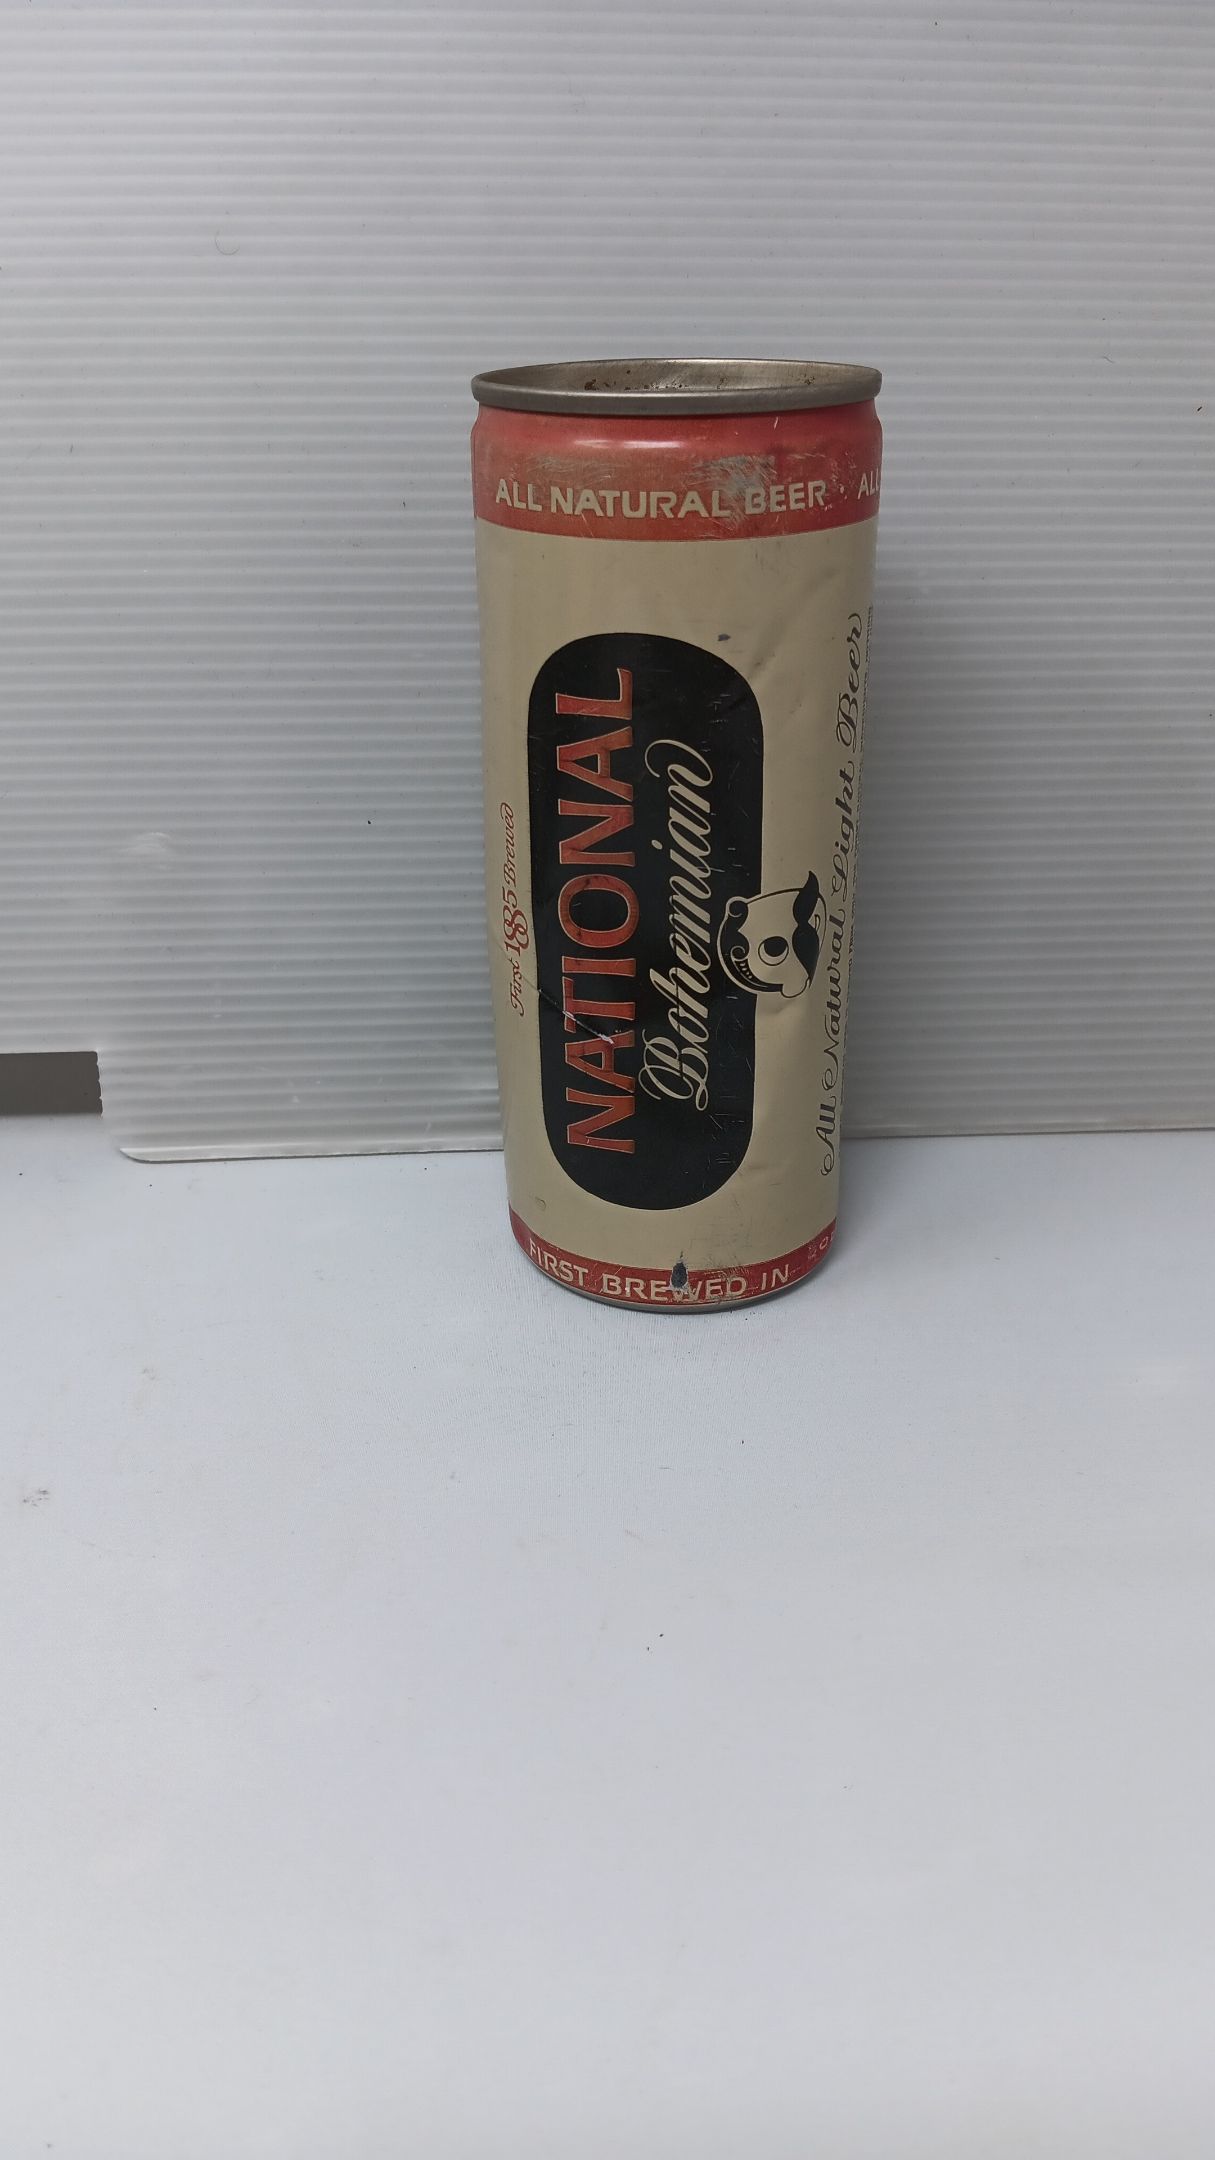 ALL NATURAL BEER · ALL
First 1885 Brewed
NATIONAL
Bohemian
All Natural Light Beer
FIRST BREWED IN